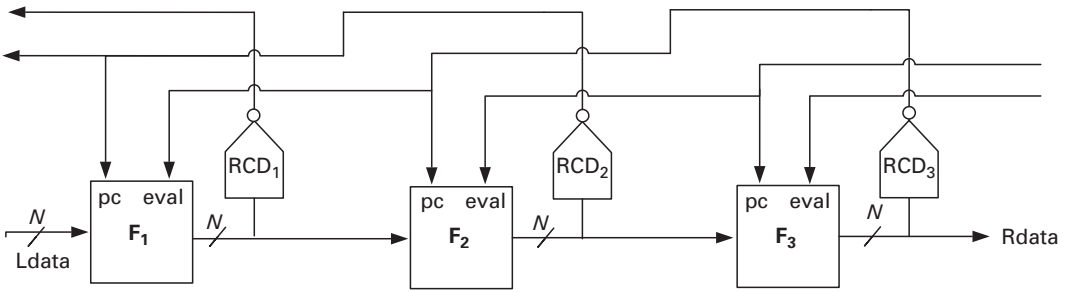 RCD1
RCD2
RCD3
pc eval
F1
pc eval
F2
pc eval
F3
N
Ldata
N
N
N
Rdata